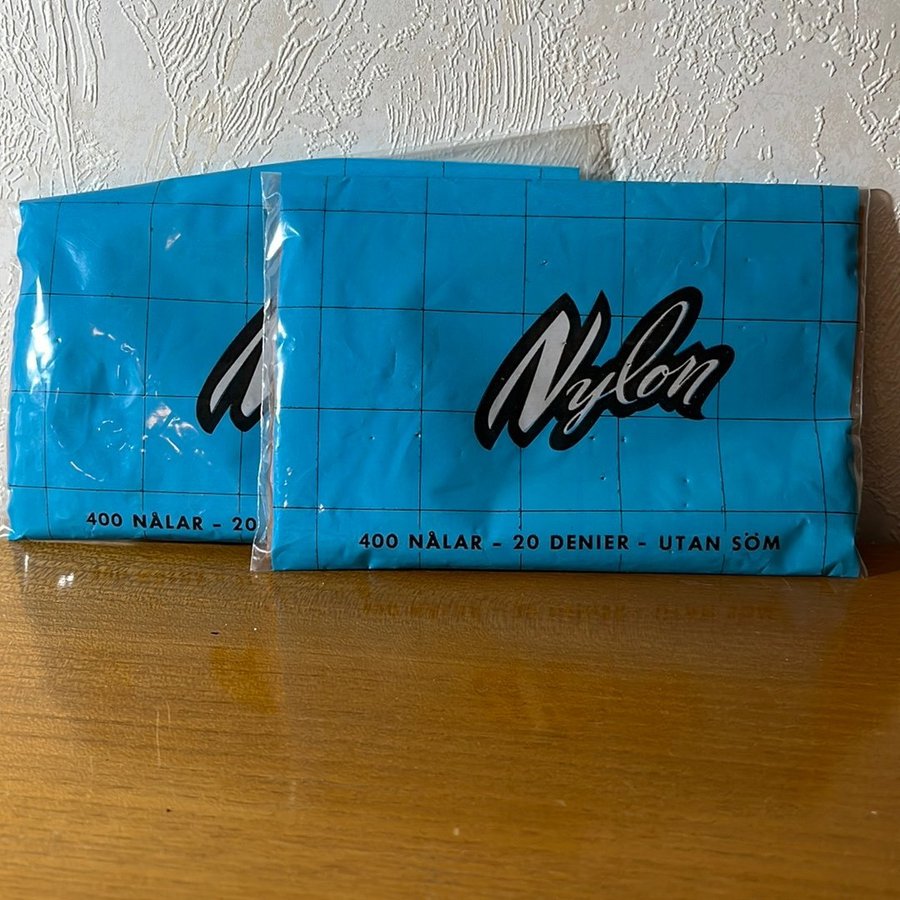 Nylon
400 NÅLAR - 20 DENIER - UTAN SÖM
N
400 NÅLAR - 20